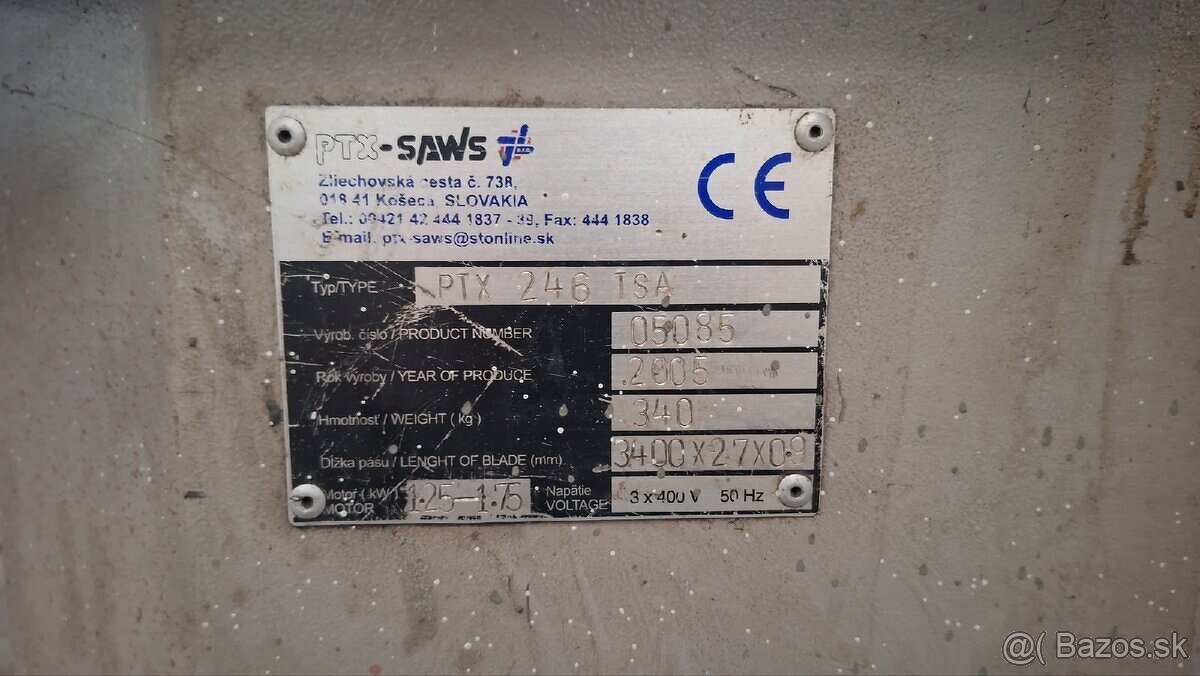 PTX-SAWS s.r.o.
Zliechovská cesta č. 738,
018 41 Košeca, SLOVAKIA
Tel.: 00421 42 444 1837 - 39, Fax: 444 1838
E-mail: ptx-saws@stonline.sk
CE
Typ/TYPE PTX 246 TSA
Výrob. číslo / PRODUCT NUMBER 05085
Rok výroby / YEAR OF PRODUCE 2005
Hmotnosť / WEIGHT ( kg ) 340
Dĺžka pásu / LENGHT OF BLADE (mm) 3400X27X0.9
Motor ( kW ) MOTOR 1.25-1.75 Napätie VOLTAGE 3 x 400 V 50 Hz
@( Bazos.sk